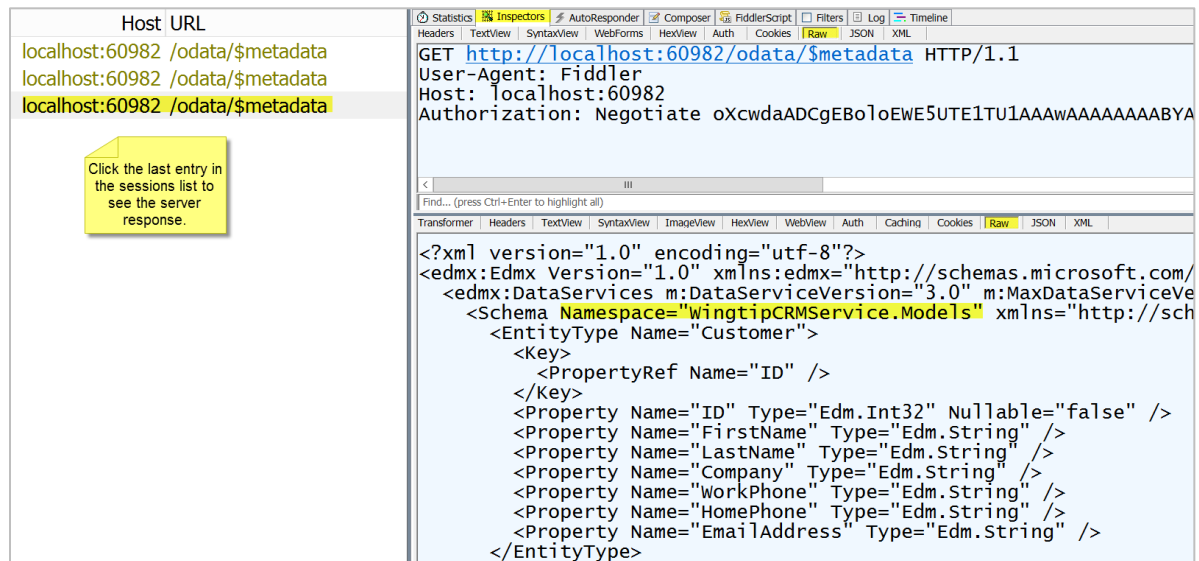 Host URL
localhost:60982 /odata/$metadata
localhost:60982 /odata/$metadata
localhost:60982 /odata/$metadata
Click the last entry in
the sessions list to
see the server
response.
Statistics Inspectors AutoResponder Composer FiddlerScript Filters Log Timeline
Headers TextView SyntaxView WebForms HexView Auth Cookies Raw JSON XML
GET http://localhost:60982/odata/$metadata HTTP/1.1
User-Agent: Fiddler
Host: localhost:60982
Authorization: Negotiate oXcwdaADCgEBoloEWE5UTE1TU1AAAwAAAAAAAABYA
Find... (press Ctrl+Enter to highlight all)
Transformer Headers TextView SyntaxView ImageView HexView WebView Auth Caching Cookies Raw JSON XML
<?xml version="1.0" encoding="utf-8"?>
<edmx:Edmx Version="1.0" xmlns:edmx="http://schemas.microsoft.com/
<edmx:DataServices m:DataServiceVersion="3.0" m:MaxDataServiceVe
<Schema Namespace="WingtipCRMService.Models" xmlns="http://sch
<EntityType Name="Customer">
<Key>
<PropertyRef Name="ID" />
</Key>
<Property Name="ID" Type="Edm.Int32" Nullable="false" />
<Property Name="FirstName" Type="Edm.String" />
<Property Name="LastName" Type="Edm.String" />
<Property Name="Company" Type="Edm.String" />
<Property Name="WorkPhone" Type="Edm.String" />
<Property Name="HomePhone" Type="Edm.String" />
<Property Name="EmailAddress" Type="Edm.String" />
</EntityType>